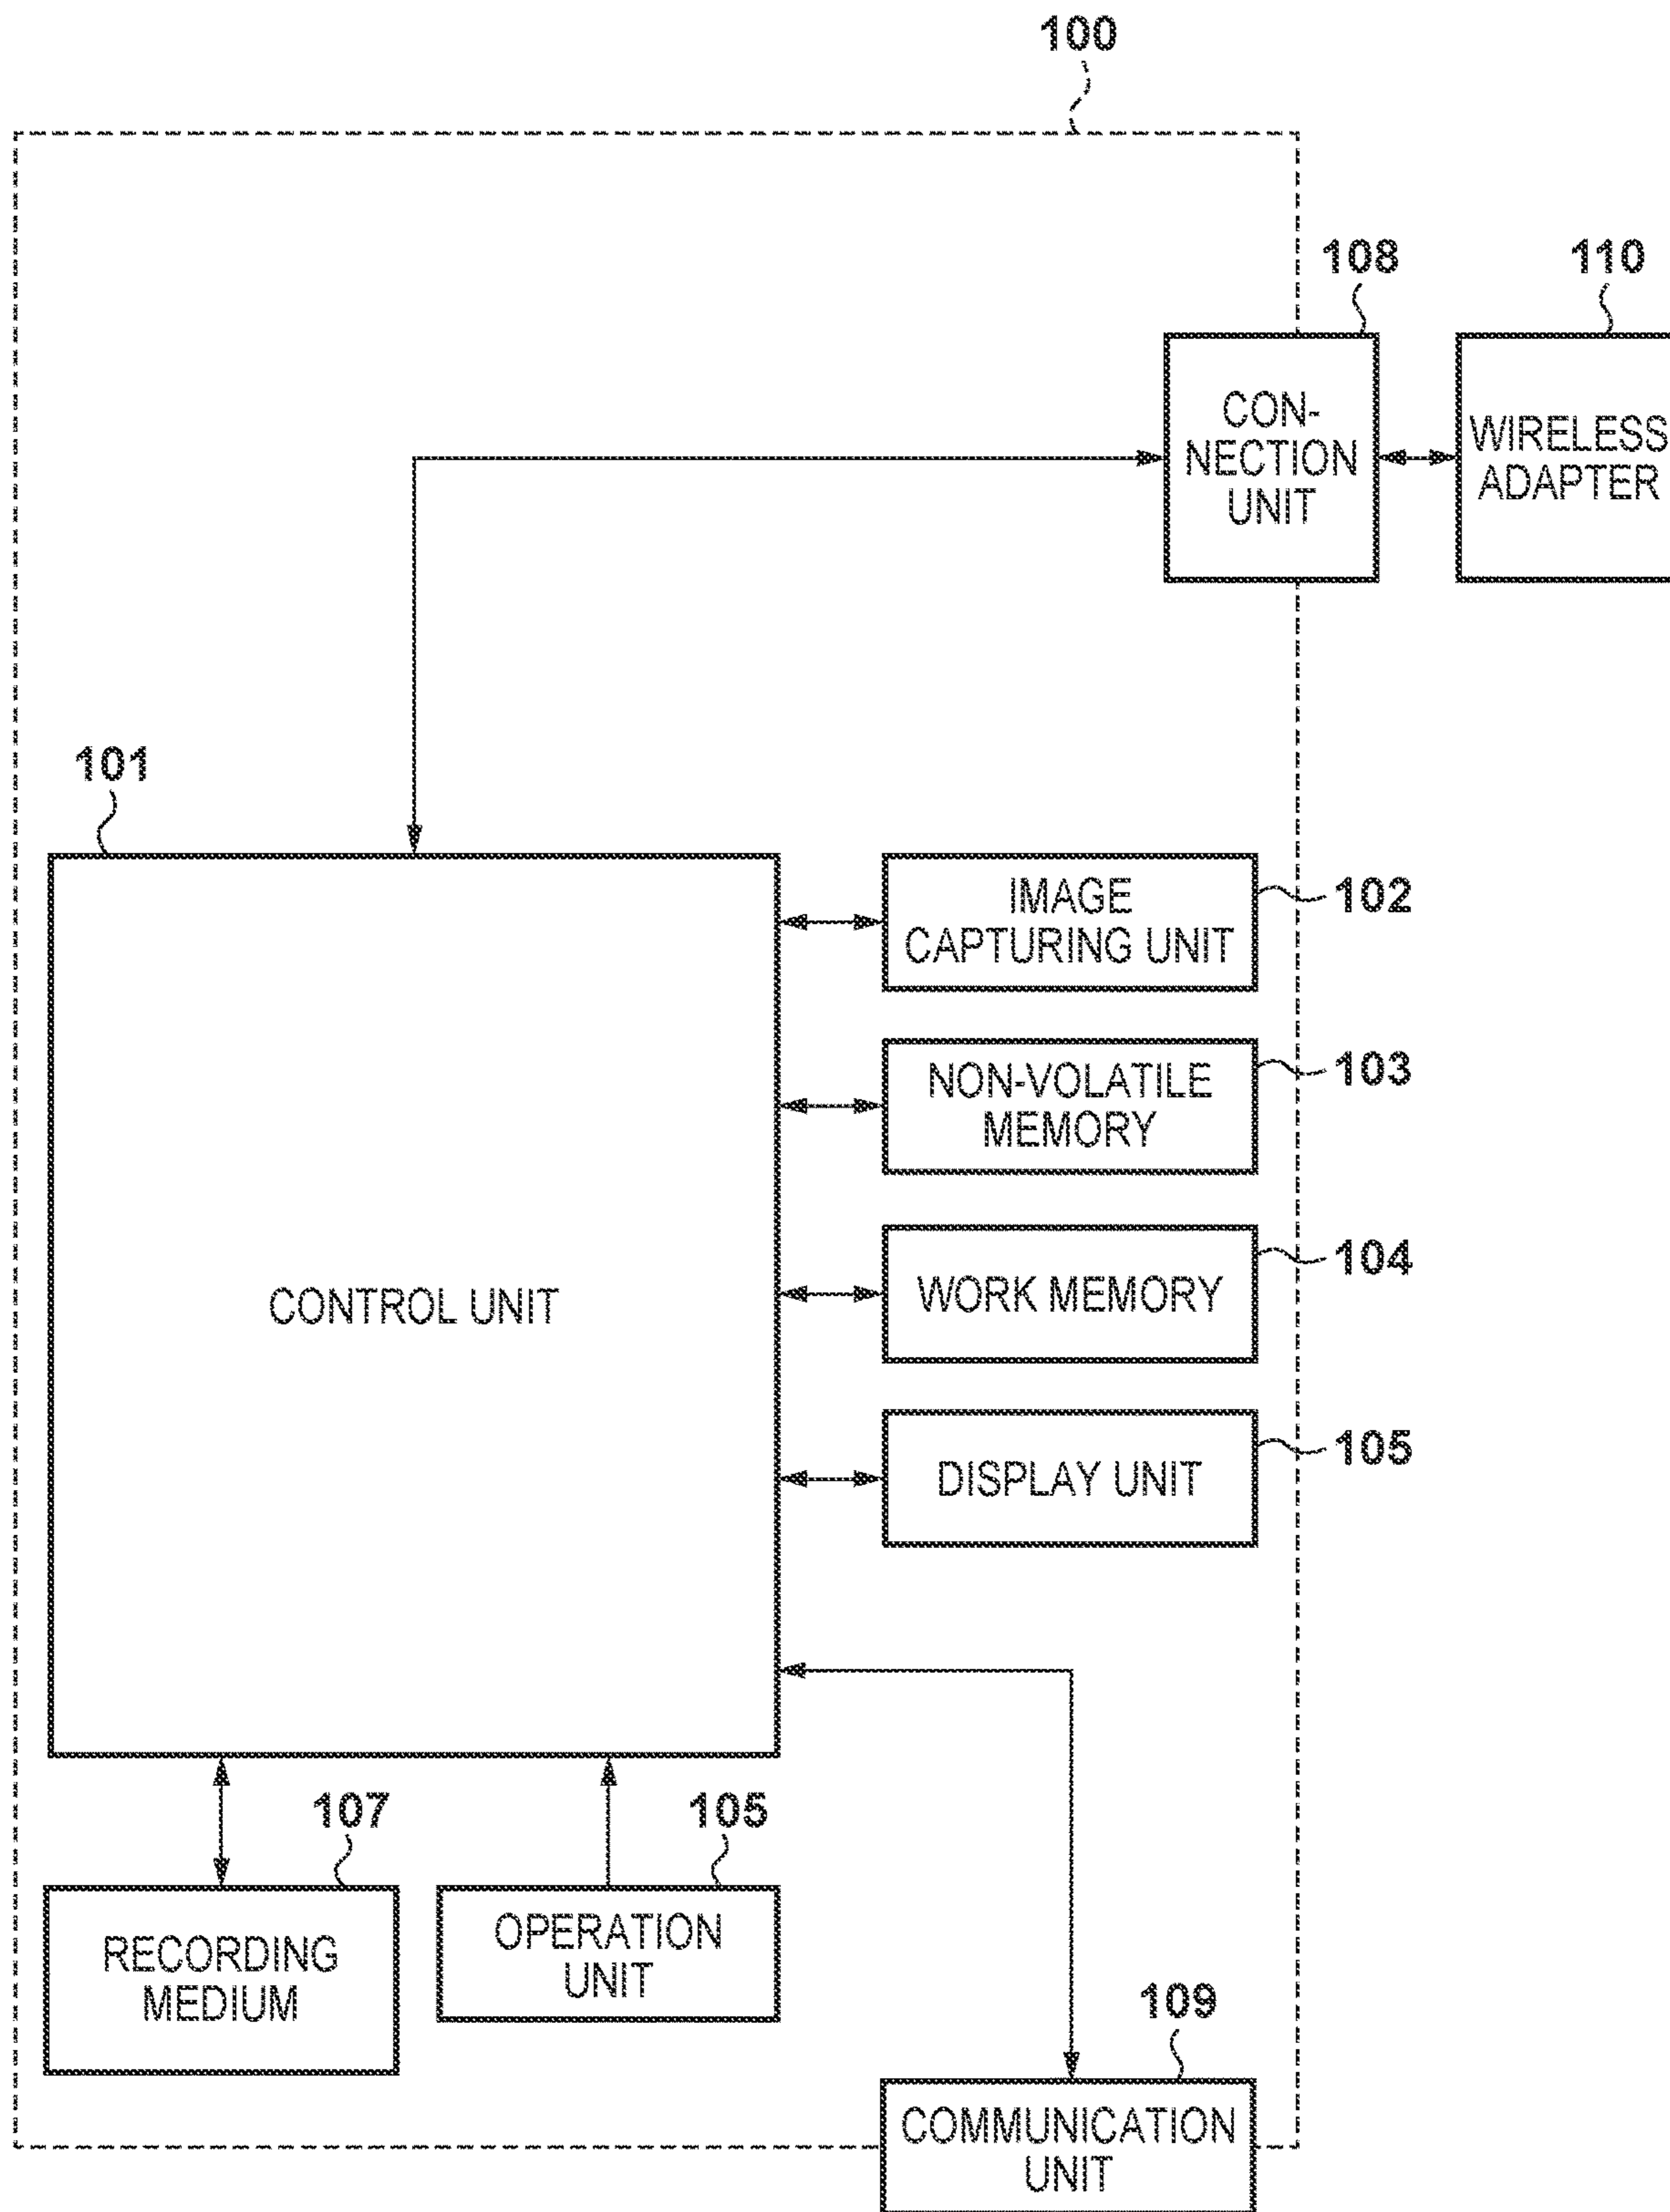 100
108
110
CON-
NECTION
UNIT
WIRELESS
ADAPTER
101
IMAGE
CAPTURING UNIT
102
NON-VOLATILE
MEMORY
103
CONTROL UNIT
WORK MEMORY
104
DISPLAY UNIT
105
107
105
RECORDING
MEDIUM
OPERATION
UNIT
109
COMMUNICATION
UNIT